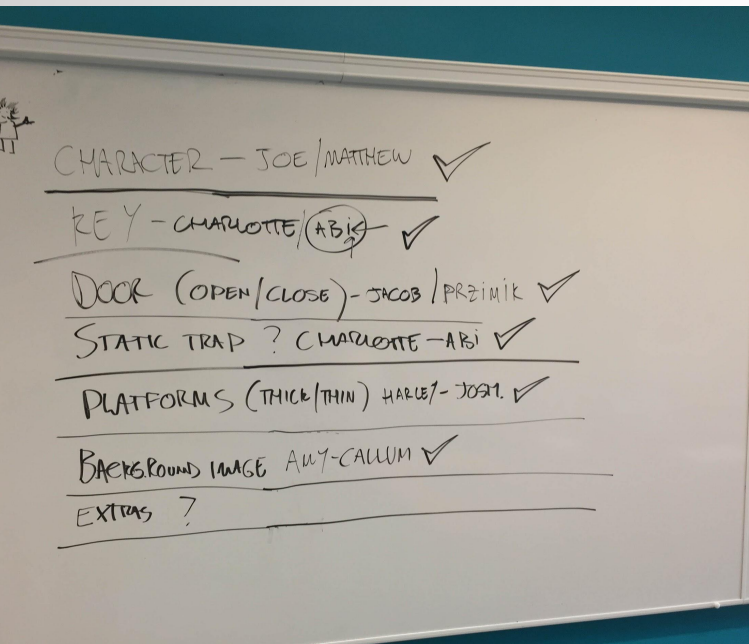 CHARACTER - JOE/MATTHEW ✓
KEY - CHARLOTTE/ABi ✓
DOOR (OPEN/CLOSE) - JACOB/PRZiMiK ✓
STATIC TRAP ? CHARLOTTE - ABi ✓
PLATFORMS (THICK/THIN) HARLEY - JOSH. ✓
BACKGROUND IMAGE AMY-CALLUM ✓
EXTRAS ?